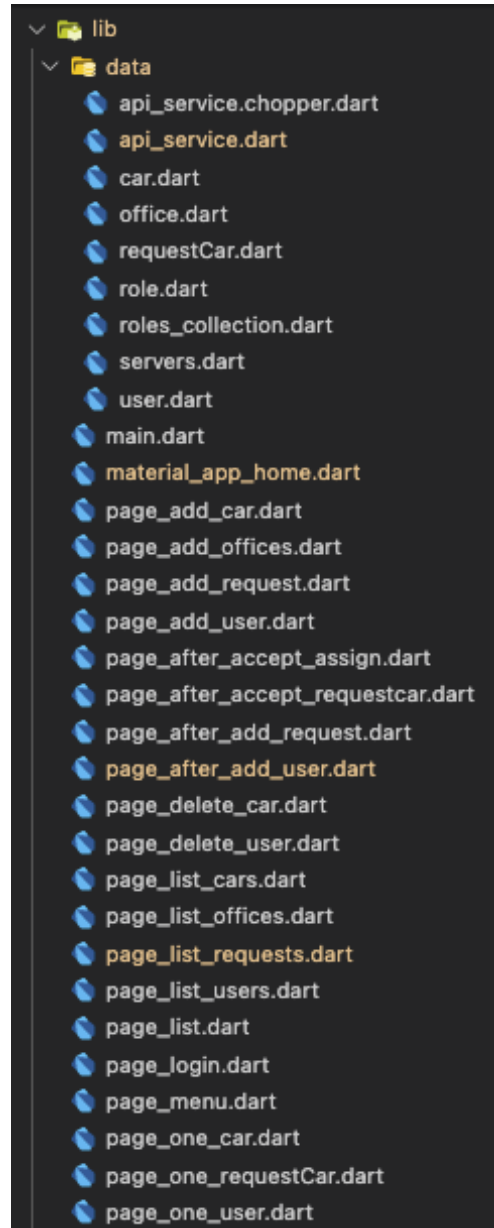 lib
data
api_service.chopper.dart
api_service.dart
car.dart
office.dart
requestCar.dart
role.dart
roles_collection.dart
servers.dart
user.dart
main.dart
material_app_home.dart
page_add_car.dart
page_add_offices.dart
page_add_request.dart
page_add_user.dart
page_after_accept_assign.dart
page_after_accept_requestcar.dart
page_after_add_request.dart
page_after_add_user.dart
page_delete_car.dart
page_delete_user.dart
page_list_cars.dart
page_list_offices.dart
page_list_requests.dart
page_list_users.dart
page_list.dart
page_login.dart
page_menu.dart
page_one_car.dart
page_one_requestCar.dart
page_one_user.dart